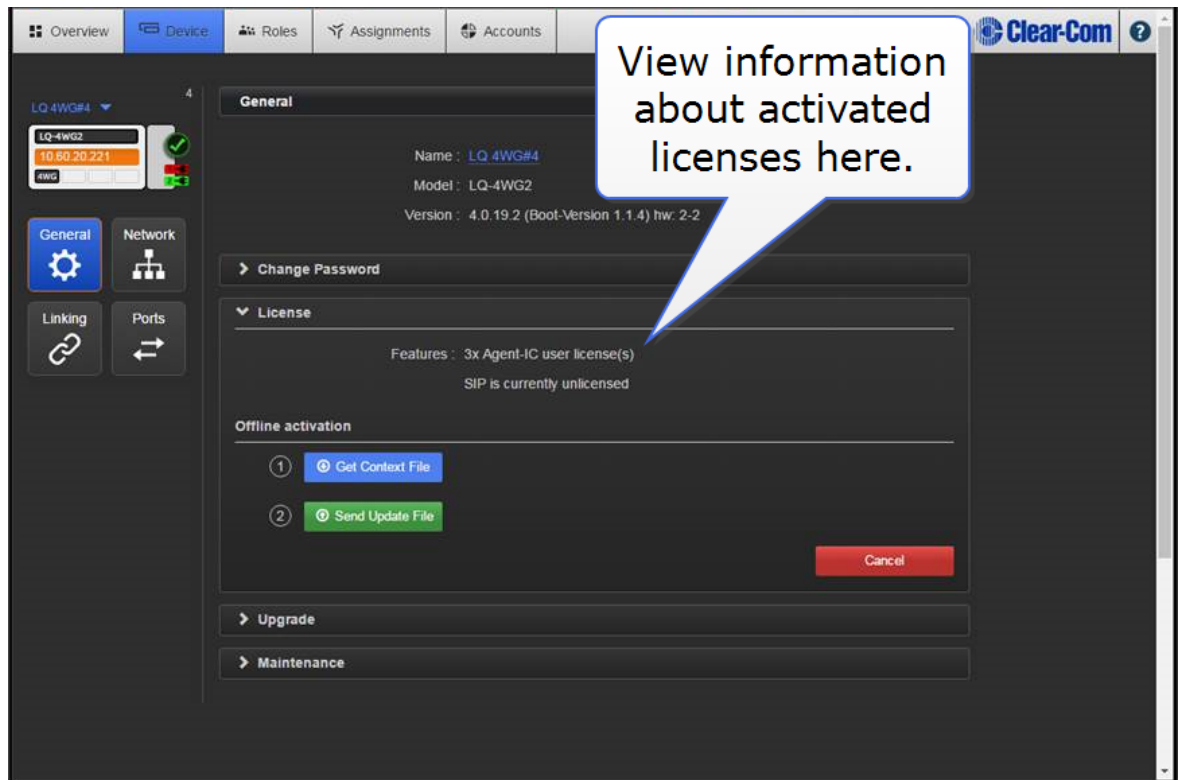 Overview Device Roles Assignments Accounts Clear-Com ?
View information
about activated
licenses here.
LQ 4WG#4 4
LQ-4WG2
10.60.20.221
4WG
General Network
Linking Ports
General
Name : LQ 4WG#4
Model : LQ-4WG2
Version : 4.0.19.2 (Boot-Version 1.1.4) hw: 2-2
Change Password
License
Features : 3x Agent-IC user license(s)
SIP is currently unlicensed
Offline activation
1 Get Context File
2 Send Update File
Cancel
Upgrade
Maintenance